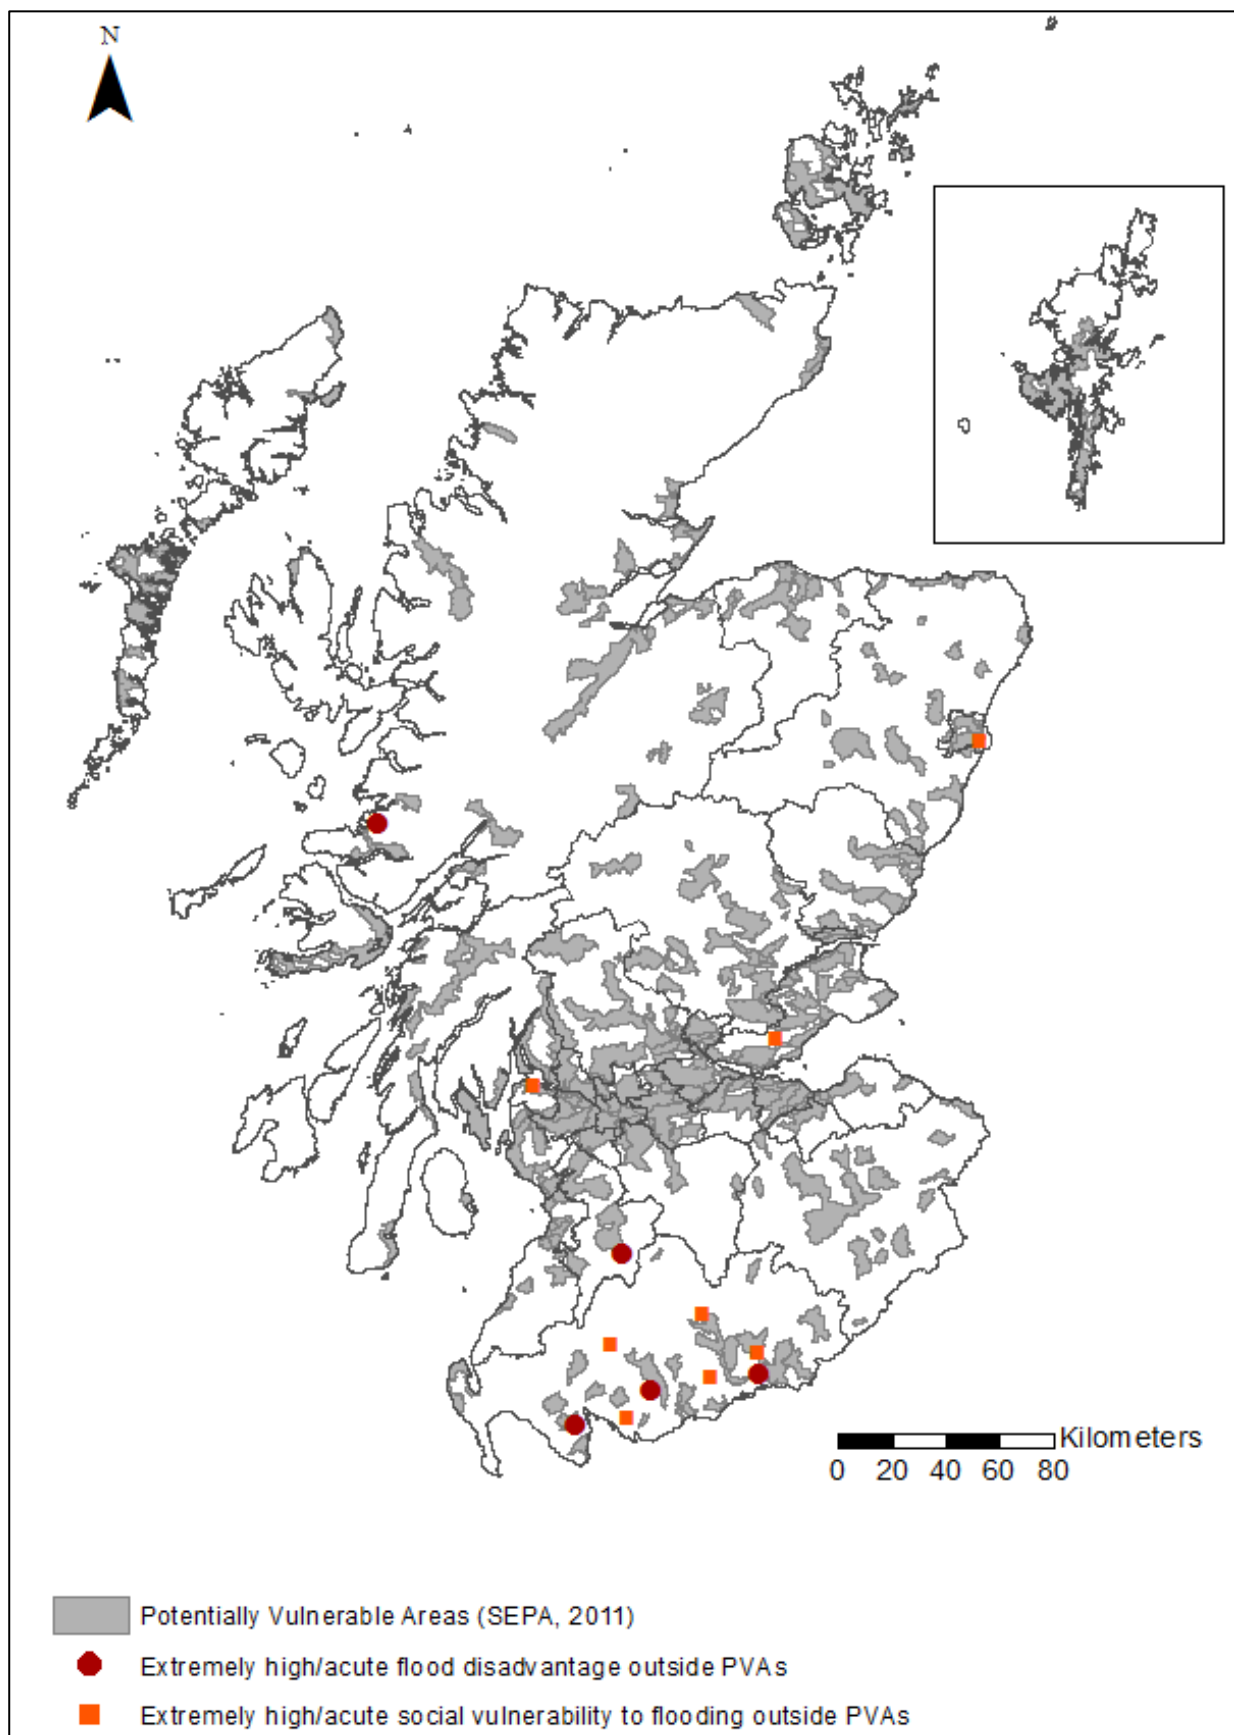 N
Kilometers
0 20 40 60 80
Potentially Vulnerable Areas (SEPA, 2011)
Extremely high/acute flood disadvantage outside PVAs
Extremely high/acute social vulnerability to flooding outside PVAs